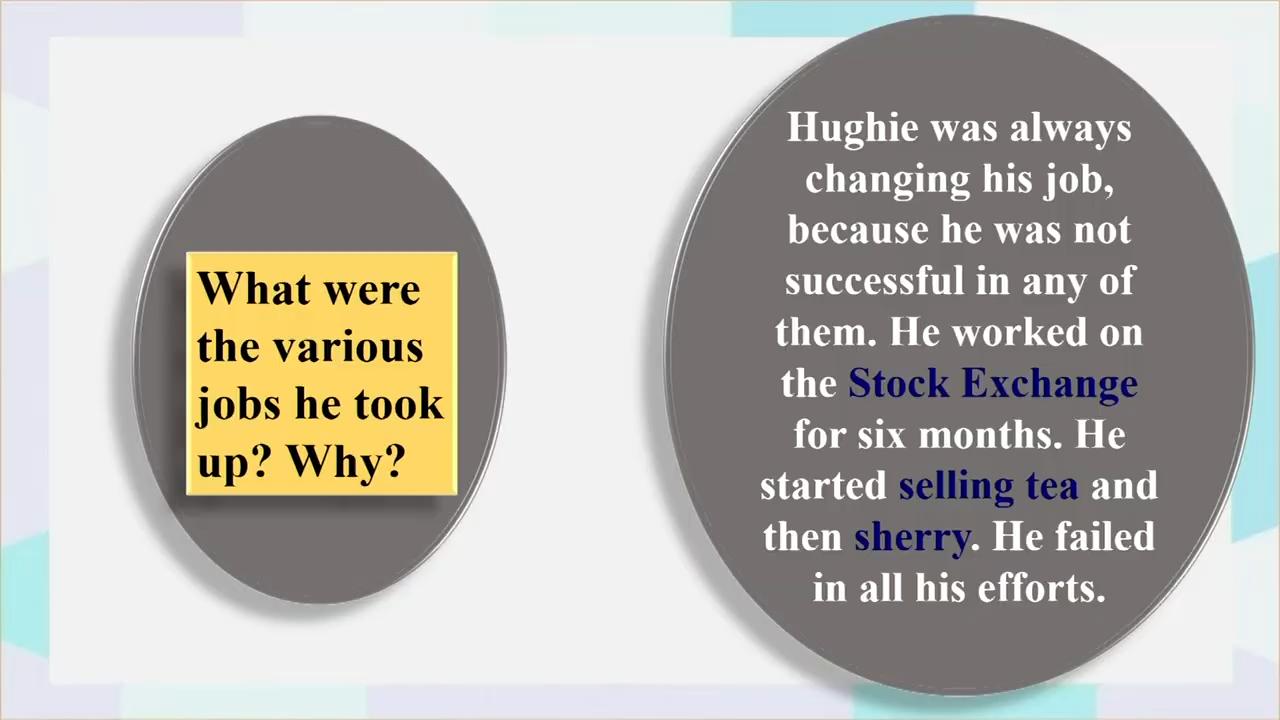 What were
the various
jobs he took
up? Why?
Hughie was always
changing his job,
because he was not
successful in any of
them. He worked on
the Stock Exchange
for six months. He
started selling tea and
then sherry. He failed
in all his efforts.